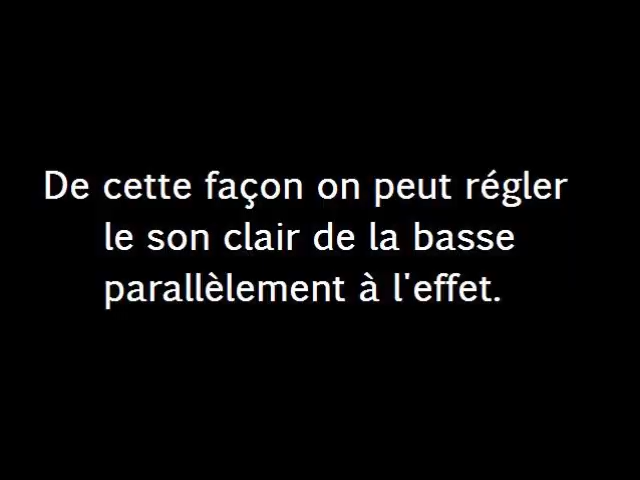 De cette façon on peut régler
le son clair de la basse
parallèlement à l'effet.